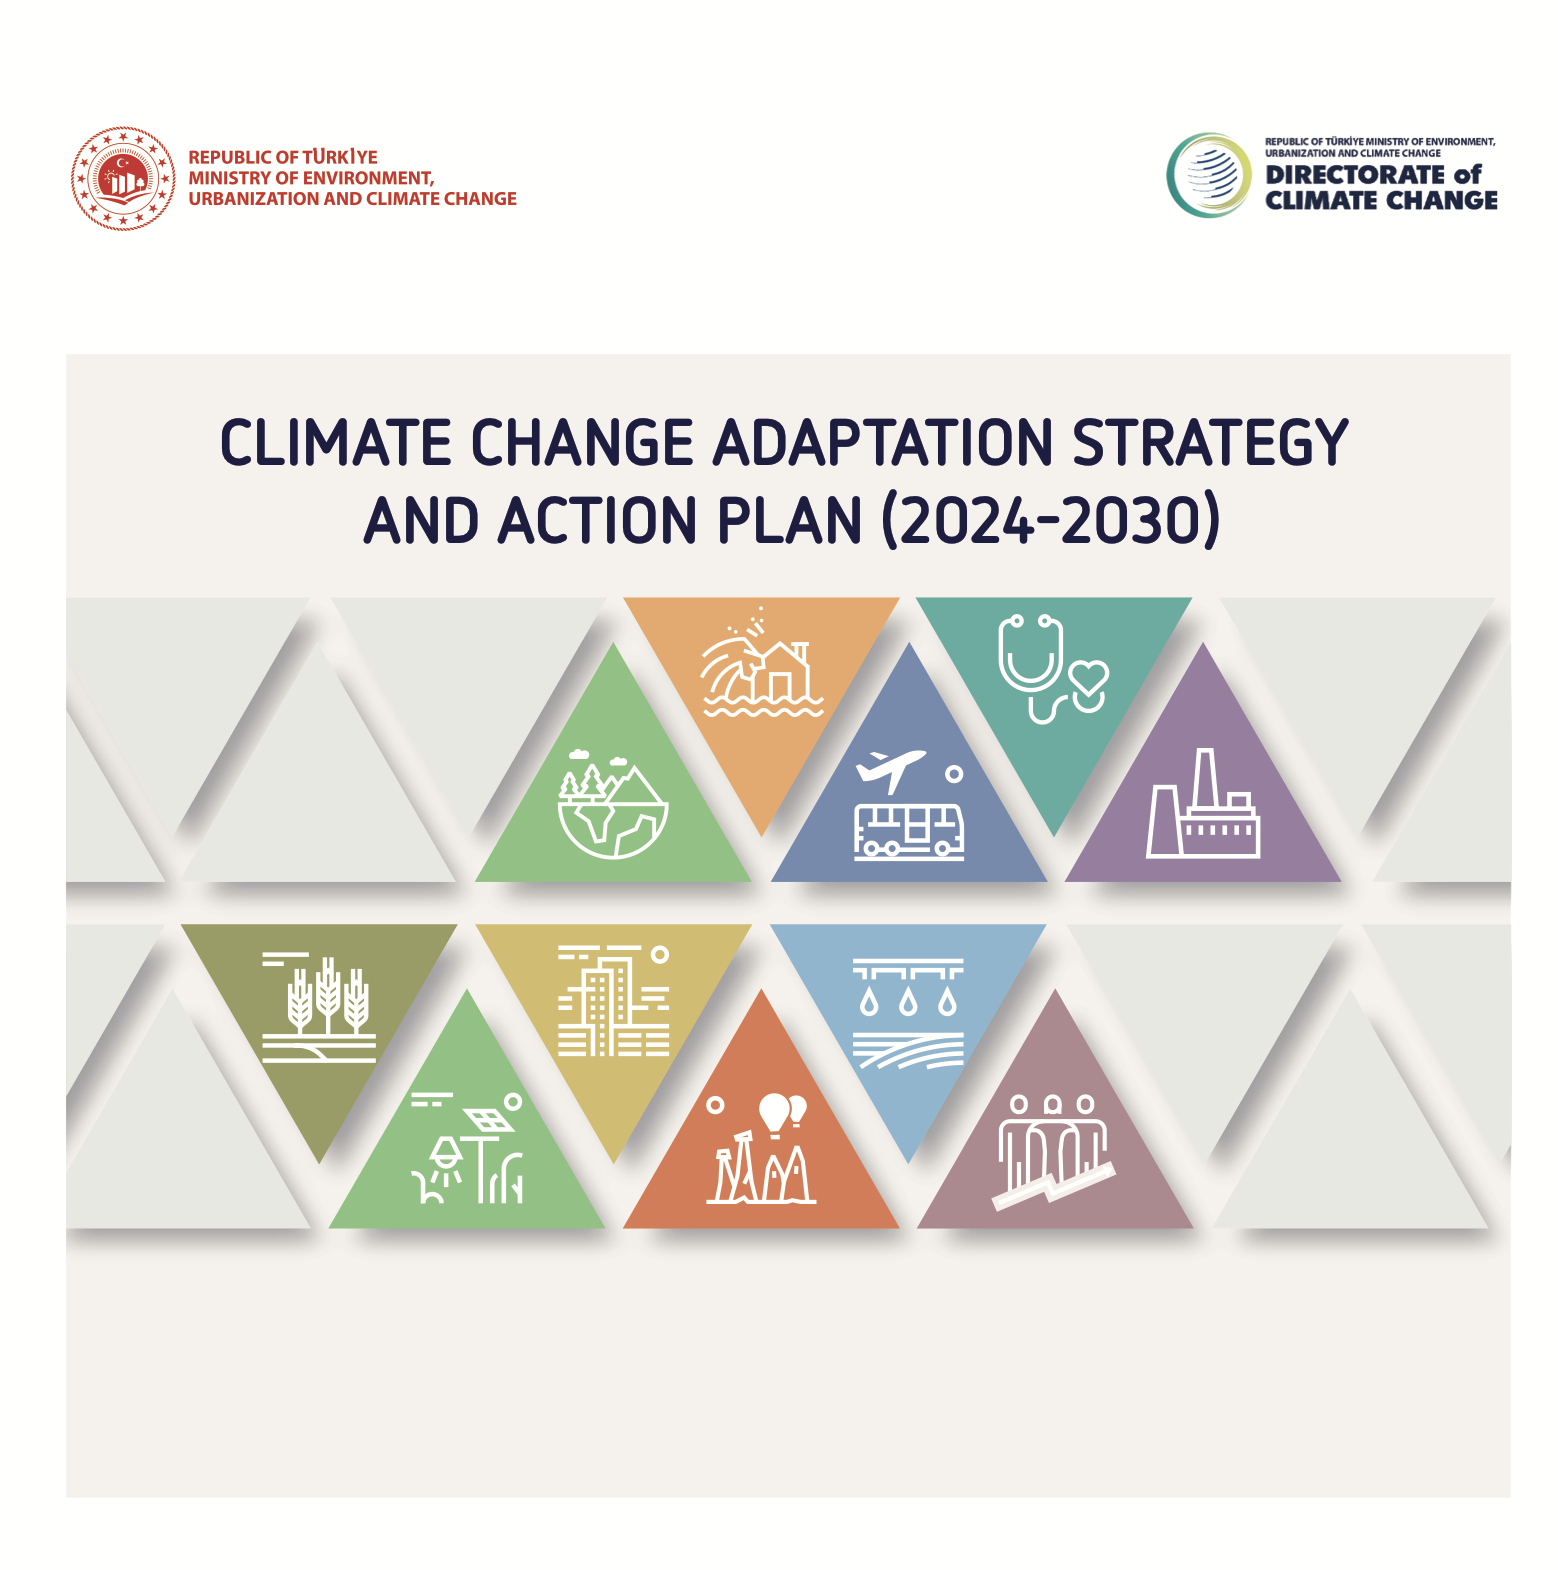 REPUBLIC OF TÜRKİYE
MINISTRY OF ENVIRONMENT,
URBANIZATION AND CLIMATE CHANGE
REPUBLIC OF TÜRKİYE MINISTRY OF ENVIRONMENT,
URBANIZATION AND CLIMATE CHANGE
DIRECTORATE of
CLIMATE CHANGE
CLIMATE CHANGE ADAPTATION STRATEGY
AND ACTION PLAN (2024-2030)